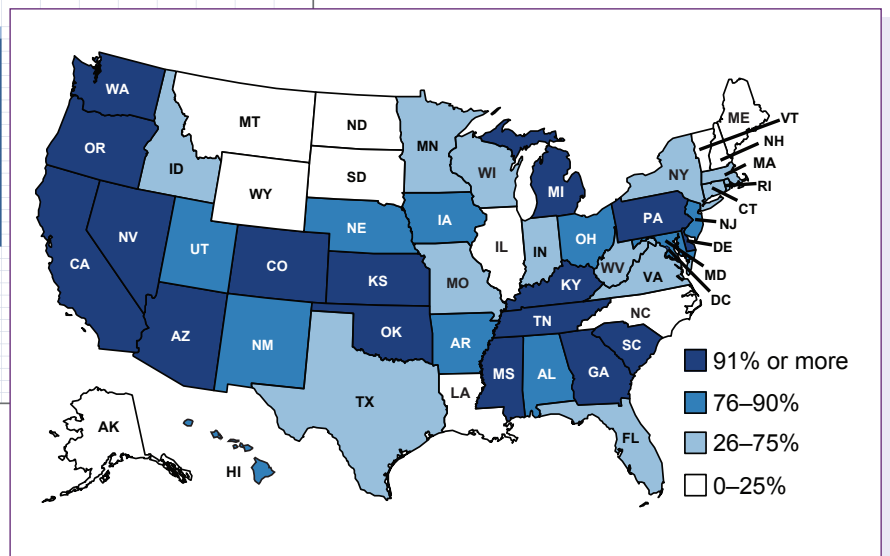 WA
MT
ND
ME
VT
OR
MN
NH
ID
WI
NY
MA
SD
RI
WY
MI
CT
PA
NJ
NE
IA
NV
UT
OH
DE
IL
IN
MD
CA
CO
WV
VA
DC
KS
MO
KY
NC
TN
AZ
OK
NM
AR
SC
MS
AL
GA
91% or more
LA
TX
76–90%
AK
FL
26–75%
HI
0–25%